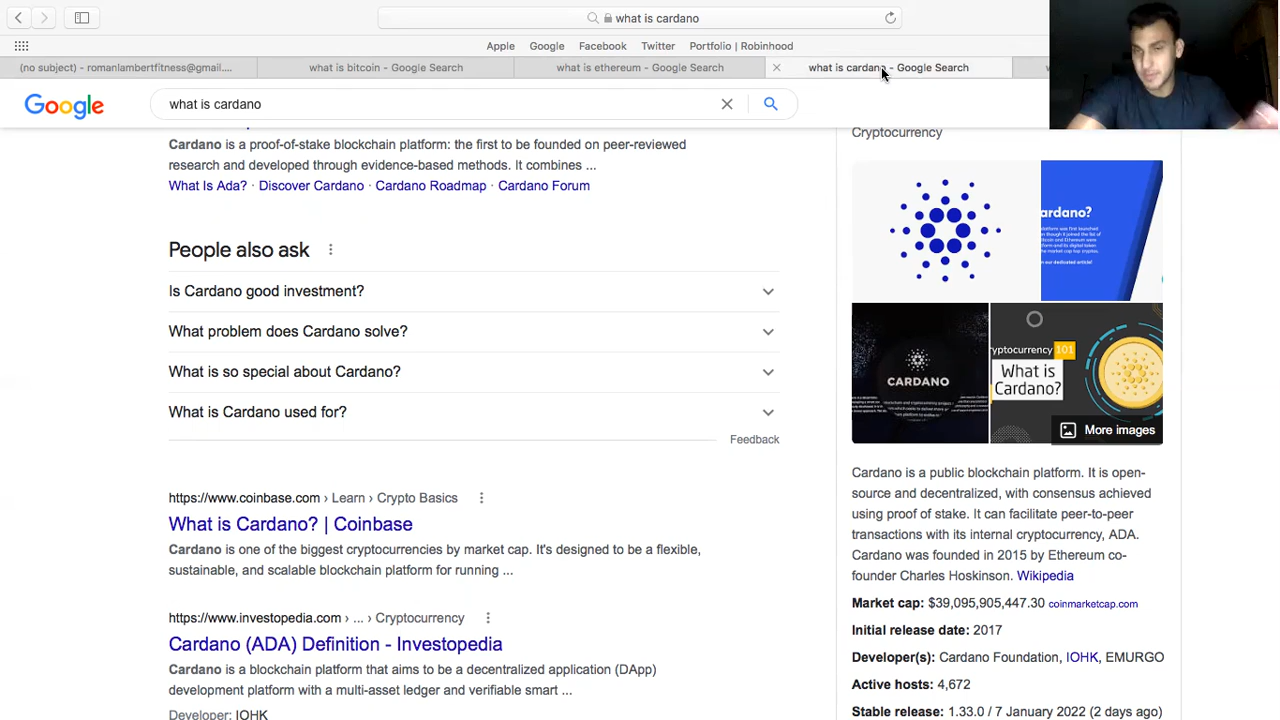 what is cardano
Apple
Google
Facebook
Twitter
Portfolio | Robinhood
(no subject) - romanlambertfitness@gmail....
what is bitcoin - Google Search
what is ethereum - Google Search
what is cardano - Google Search
Google
what is cardano
Cardano is a proof-of-stake blockchain platform: the first to be founded on peer-reviewed
research and developed through evidence-based methods. It combines ...
What Is Ada? · Discover Cardano · Cardano Roadmap · Cardano Forum
People also ask
Is Cardano good investment?
What problem does Cardano solve?
What is so special about Cardano?
What is Cardano used for?
Feedback
https://www.coinbase.com › Learn › Crypto Basics
What is Cardano? | Coinbase
Cardano is one of the biggest cryptocurrencies by market cap. It's designed to be a flexible,
sustainable, and scalable blockchain platform for running ...
https://www.investopedia.com › ... › Cryptocurrency
Cardano (ADA) Definition - Investopedia
Cardano is a blockchain platform that aims to be a decentralized application (DApp)
development platform with a multi-asset ledger and verifiable smart ...
Developer: IOHK
Cryptocurrency
ardano?
CARDANO
ryptocurrency 101
What is
Cardano?
More images
Cardano is a public blockchain platform. It is open-
source and decentralized, with consensus achieved
using proof of stake. It can facilitate peer-to-peer
transactions with its internal cryptocurrency, ADA.
Cardano was founded in 2015 by Ethereum co-
founder Charles Hoskinson. Wikipedia
Market cap: $39,095,905,447.30 coinmarketcap.com
Initial release date: 2017
Developer(s): Cardano Foundation, IOHK, EMURGO
Active hosts: 4,672
Stable release: 1.33.0 / 7 January 2022 (2 days ago)